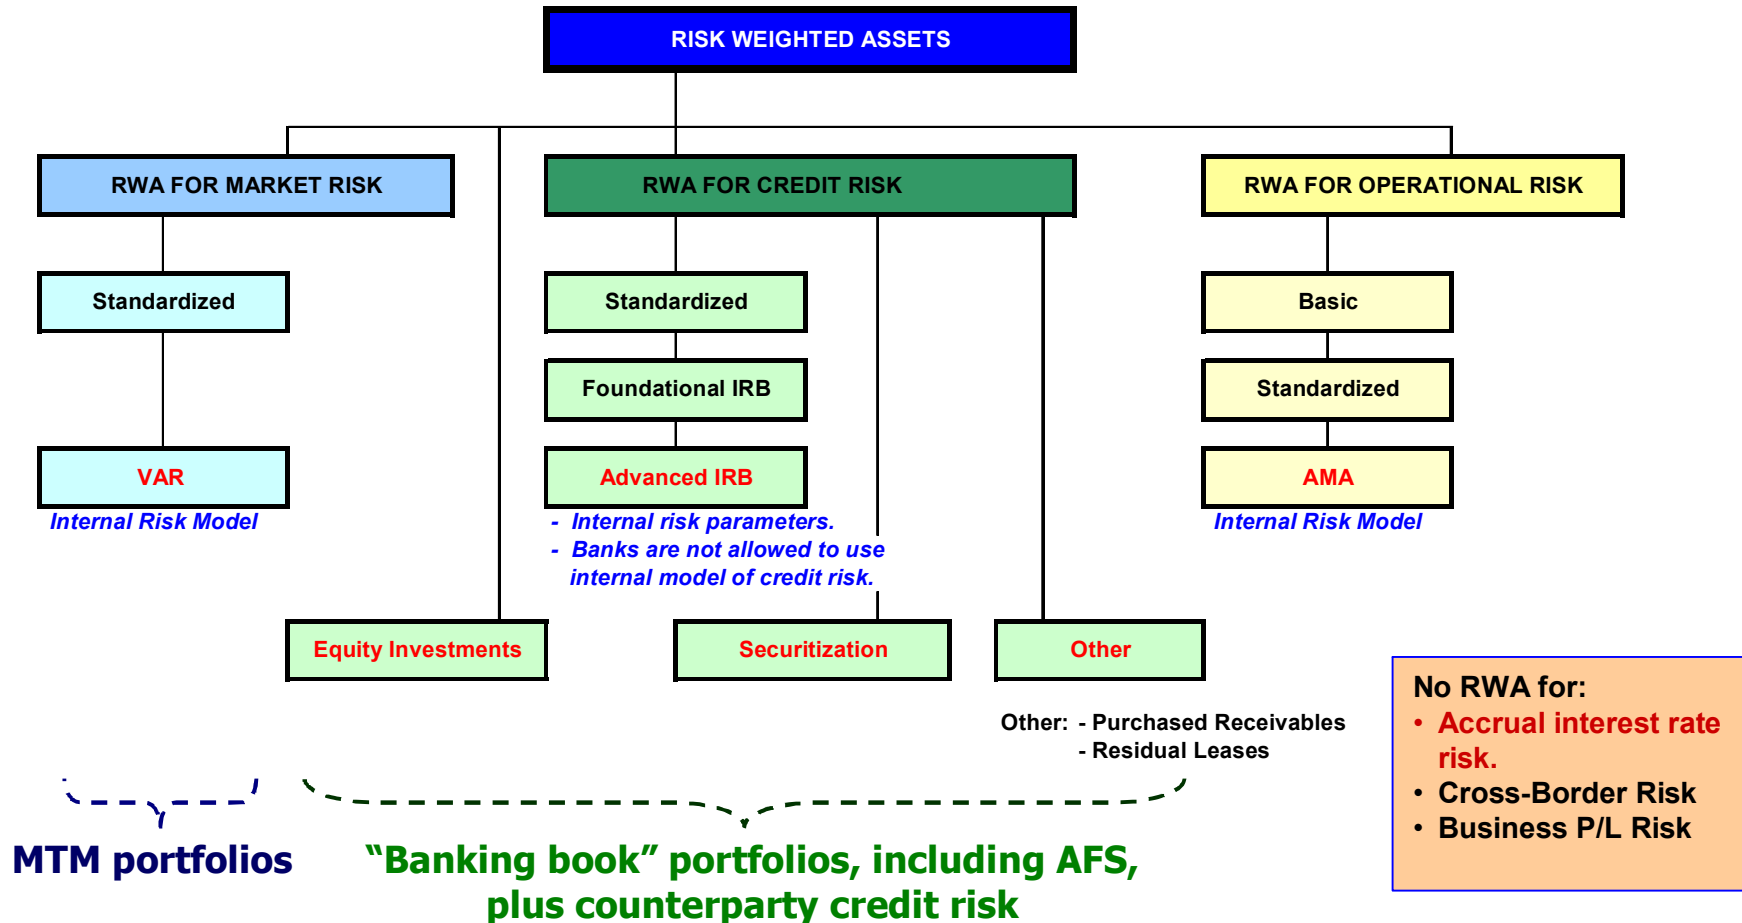 RISK WEIGHTED ASSETS
RWA FOR MARKET RISK
RWA FOR CREDIT RISK
RWA FOR OPERATIONAL RISK
Standardized
Standardized
Basic
Foundational IRB
Standardized
VAR
Advanced IRB
AMA
Internal Risk Model
- Internal risk parameters.
- Banks are not allowed to use
internal model of credit risk.
Internal Risk Model
Equity Investments
Securitization
Other
Other: - Purchased Receivables
- Residual Leases
No RWA for:
• Accrual interest rate
risk.
• Cross-Border Risk
• Business P/L Risk
MTM portfolios
“Banking book” portfolios, including AFS,
plus counterparty credit risk